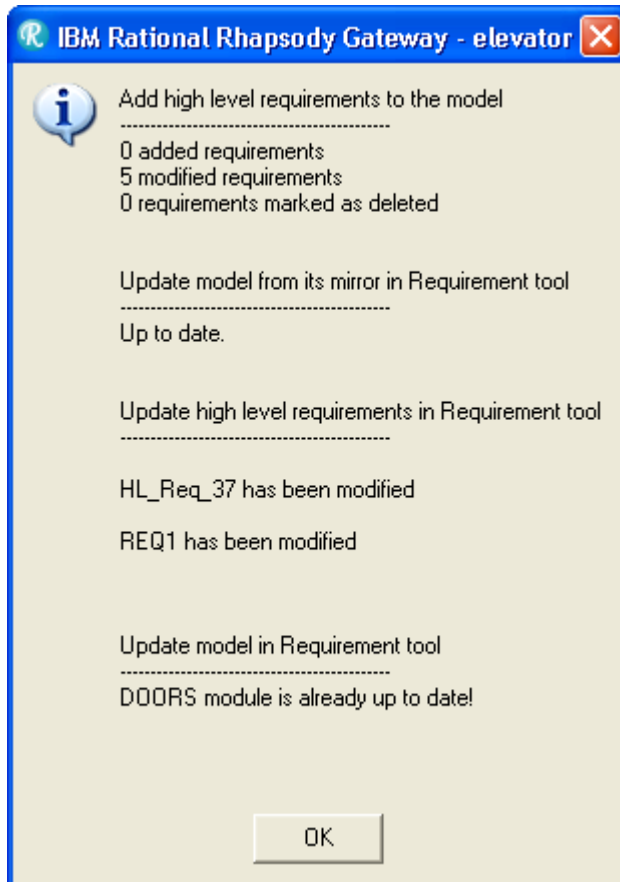 R IBM Rational Rhapsody Gateway - elevator
Add high level requirements to the model
---------------------------------------------
0 added requirements
5 modified requirements
0 requirements marked as deleted
Update model from its mirror in Requirement tool
---------------------------------------------
Up to date.
Update high level requirements in Requirement tool
---------------------------------------------
HL_Req_37 has been modified
REQ1 has been modified
Update model in Requirement tool
---------------------------------------------
DOORS module is already up to date!
OK